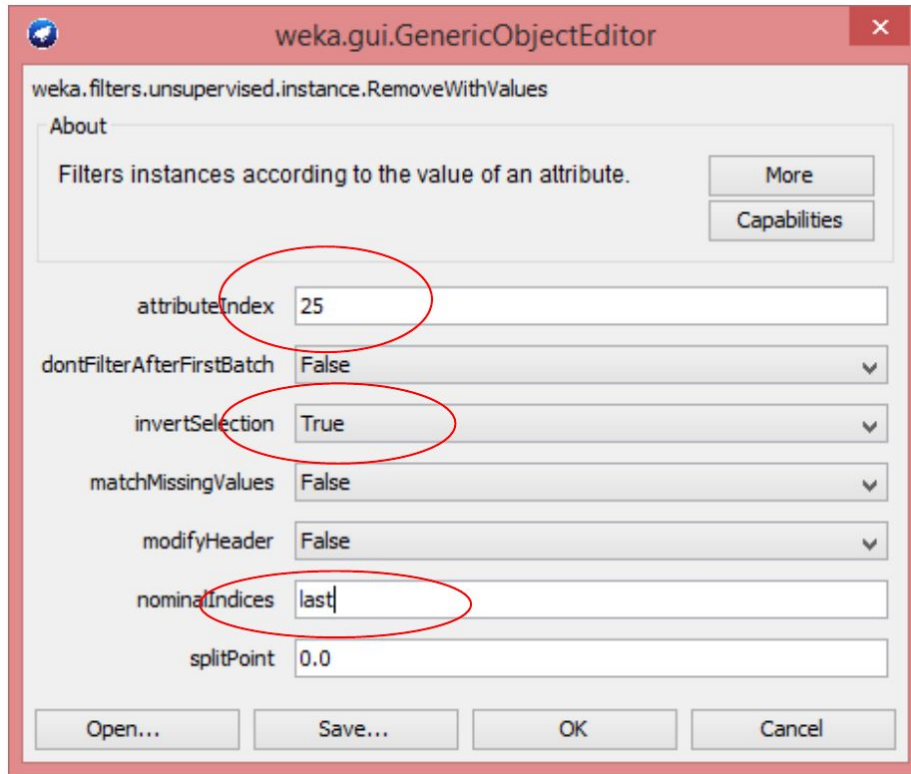 weka.gui.GenericObjectEditor
×
weka.filters.unsupervised.instance.RemoveWithValues
About
Filters instances according to the value of an attribute.
More
Capabilities
attributeIndex 25
dontFilterAfterFirstBatch False
invertSelection True
matchMissingValues False
modifyHeader False
nominalIndices last
splitPoint 0.0
Open... Save... OK Cancel